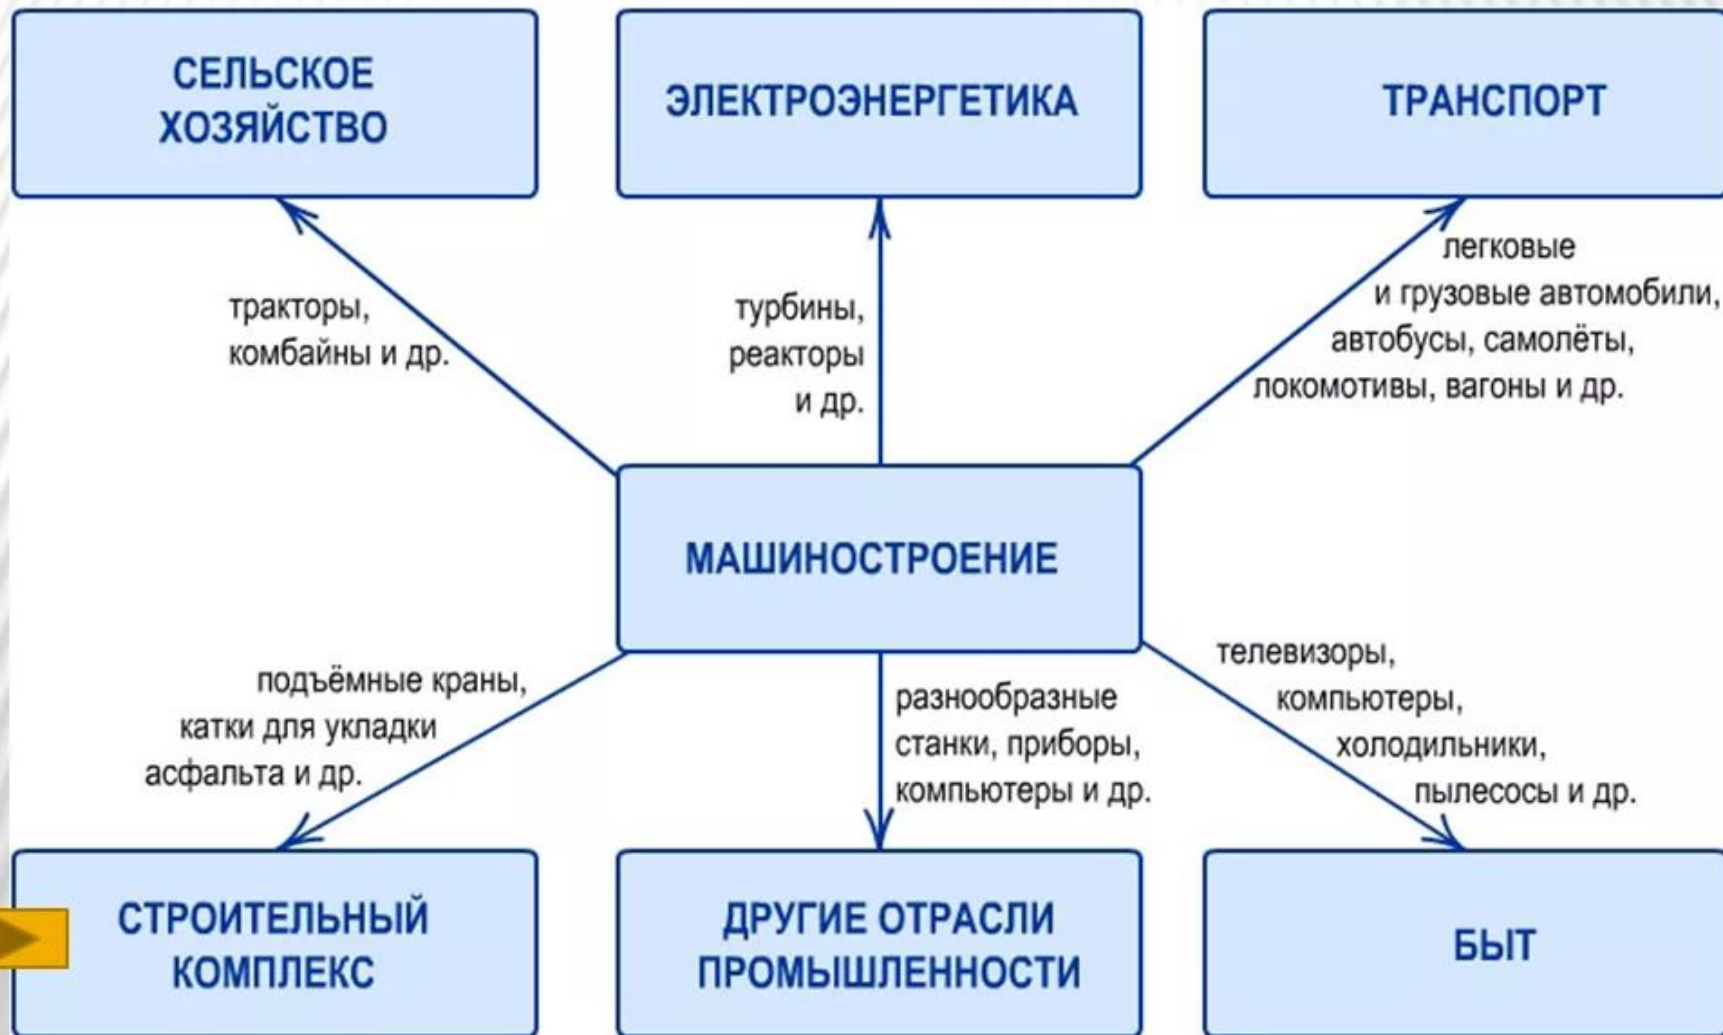 СЕЛЬСКОЕ
ХОЗЯЙСТВО
ЭЛЕКТРОЭНЕРГЕТИКА
ТРАНСПОРТ
тракторы,
комбайны и др.
турбины,
реакторы
и др.
легковые
и грузовые автомобили,
автобусы, самолёты,
локомотивы, вагоны и др.
МАШИНОСТРОЕНИЕ
подъёмные краны,
катки для укладки
асфальта и др.
разнообразные
станки, приборы,
компьютеры и др.
телевизоры,
компьютеры,
холодильники,
пылесосы и др.
СТРОИТЕЛЬНЫЙ
КОМПЛЕКС
ДРУГИЕ ОТРАСЛИ
ПРОМЫШЛЕННОСТИ
БЫТ